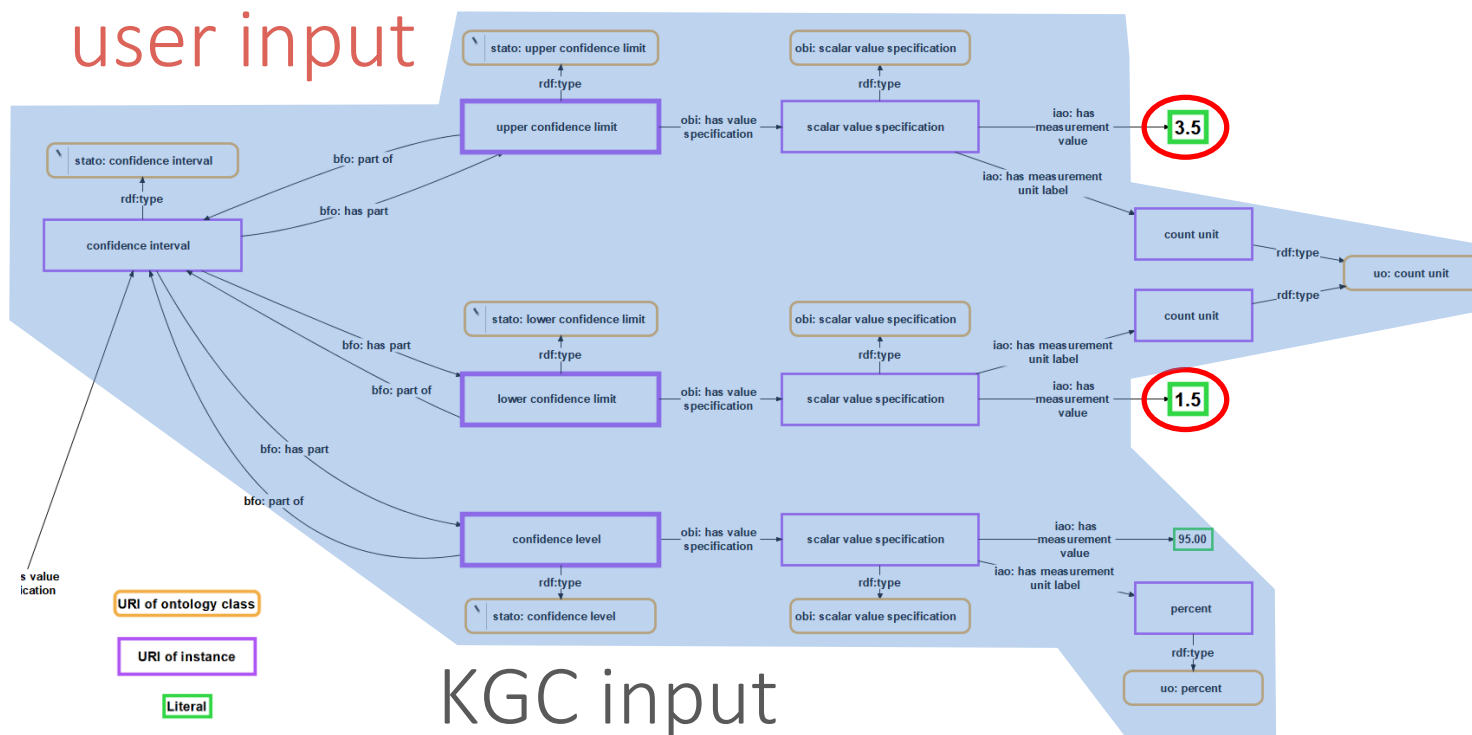 user input
stato: upper confidence limit
obi: scalar value specification
rdf:type
rdf:type
upper confidence limit
obi: has value
specification
scalar value specification
iao: has
measurement
value
3.5
stato: confidence interval
bfo: part of
iao: has measurement
unit label
rdf:type
bfo: has part
confidence interval
count unit
rdf:type
uo: count unit
rdf:type
count unit
stato: lower confidence limit
obi: scalar value specification
bfo: has part
rdf:type
rdf:type
iao: has measurement
unit label
bfo: part of
lower confidence limit
obi: has value
specification
scalar value specification
iao: has
measurement
value
1.5
bfo: has part
bfo: part of
confidence level
obi: has value
specification
scalar value specification
iao: has
measurement
value
95.00
iao: has measurement
unit label
s value
ication
rdf:type
rdf:type
percent
URI of ontology class
stato: confidence level
obi: scalar value specification
URI of instance
rdf:type
KGC input
uo: percent
Literal